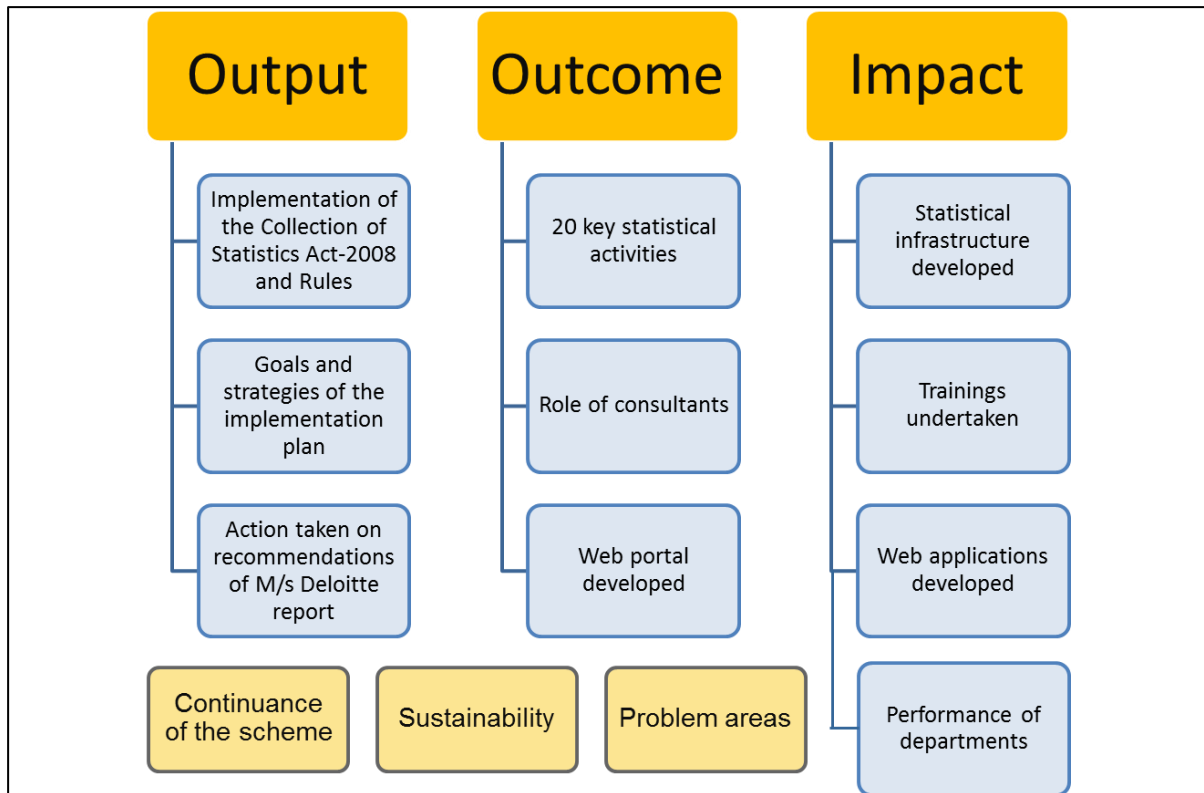 Output
Implementation of
the Collection of
Statistics Act-2008
and Rules
Goals and
strategies of the
implementation
plan
Action taken on
recommendations
of M/s Deloitte
report
Outcome
20 key statistical
activities
Role of consultants
Web portal
developed
Impact
Statistical
infrastructure
developed
Trainings
undertaken
Web applications
developed
Performance of
departments
Continuance
of the scheme
Sustainability
Problem areas